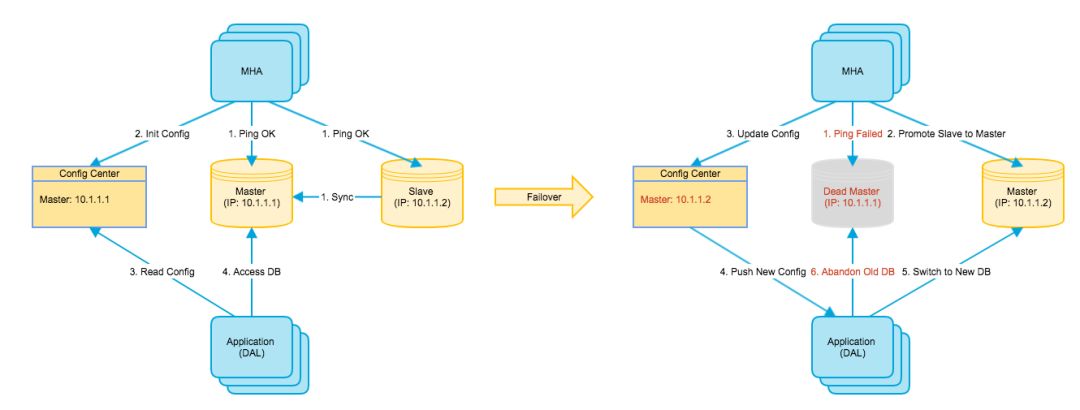 MHA
MHA
2. Init Config
1. Ping OK
1. Ping OK
3. Update Config
1. Ping Failed
2. Promote Slave to Master
Config Center
Master: 10.1.1.1
Master
(IP: 10.1.1.1)
1. Sync
Slave
(IP: 10.1.1.2)
Failover
Config Center
Master: 10.1.1.2
Dead Master
(IP: 10.1.1.1)
Master
(IP: 10.1.1.2)
3. Read Config
4. Access DB
4. Push New Config
6. Abandon Old DB
5. Switch to New DB
Application
(DAL)
Application
(DAL)